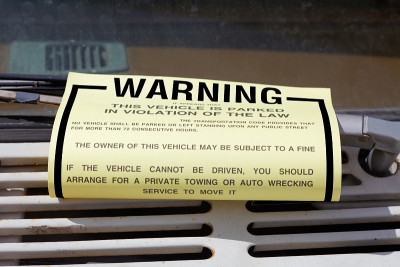 WARNING
THIS VEHICLE IS PARKED
IN VIOLATION OF THE LAW
THE TRANSPORTATION CODE PROVIDES THAT
NO VEHICLE SHALL BE PARKED OR LEFT STANDING UPON ANY PUBLIC STREET
FOR MORE THAN 72 CONSECUTIVE HOURS.
THE OWNER OF THIS VEHICLE MAY BE SUBJECT TO A FINE
IF THE VEHICLE CANNOT BE DRIVEN, YOU SHOULD
ARRANGE FOR A PRIVATE TOWING OR AUTO WRECKING
SERVICE TO MOVE IT